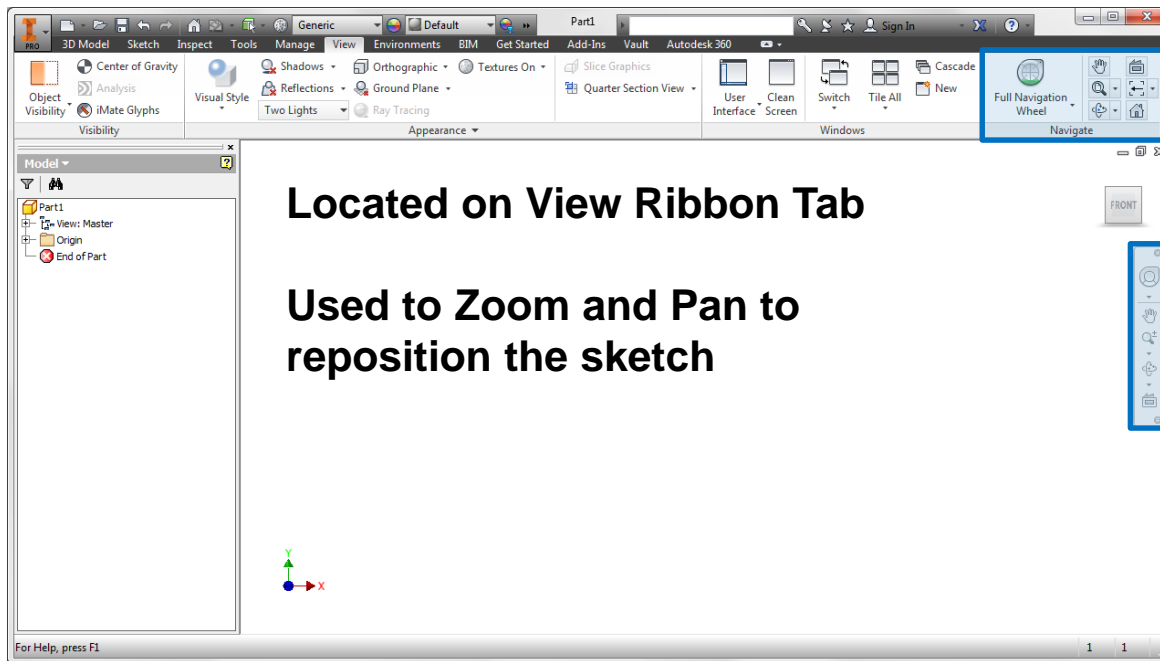 Generic Default Part1 Sign In
PRO 3D Model Sketch Inspect Tools Manage View Environments BIM Get Started Add-Ins Vault Autodesk 360
Center of Gravity Shadows Orthographic Textures On Slice Graphics Cascade
Analysis Reflections Ground Plane Quarter Section View New
Object Visibility iMate Glyphs Visual Style Two Lights Ray Tracing User Interface Clean Screen Switch Tile All Full Navigation Wheel
Visibility Appearance Windows Navigate
Model
Part1
View: Master
Origin
End of Part
Located on View Ribbon Tab
FRONT
Used to Zoom and Pan to
reposition the sketch
Y
X
For Help, press F1 1 1